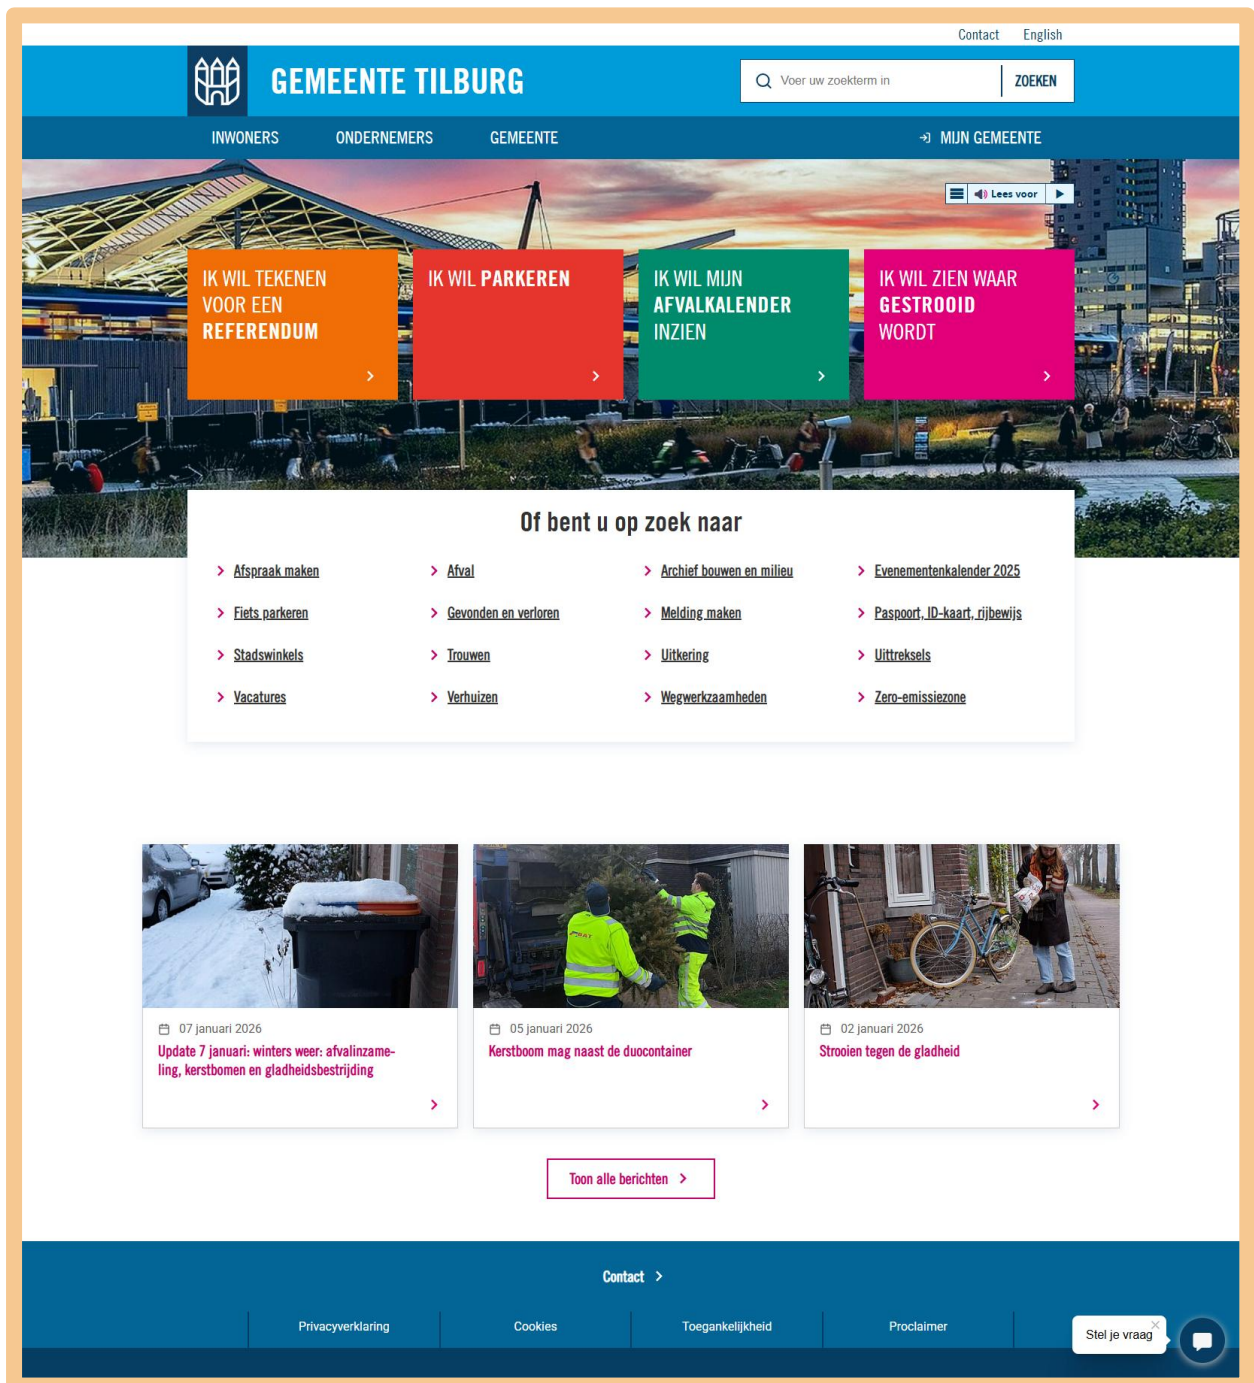 Contact English
GEMEENTE TILBURG
Voer uw zoekterm in
ZOEKEN
INWONERS ONDERNEMERS GEMEENTE MIJN GEMEENTE
Lees voor
IK WIL TEKENEN
VOOR EEN
REFERENDUM
IK WIL PARKEREN
IK WIL MIJN
AFVALKALENDER
INZIEN
IK WIL ZIEN WAAR
GESTROOID
WORDT
Of bent u op zoek naar
Afspraak maken Afval Archief bouwen en milieu Evenementenkalender 2025
Fiets parkeren Gevonden en verloren Melding maken Paspoort, ID-kaart, rijbewijs
Stadswinkels Trouwen Uitkering Uittreksels
Vacatures Verhuizen Wegwerkzaamheden Zero-emissiezone
07 januari 2026
Update 7 januari: winters weer: afvalinzame-
ling, kerstbomen en gladheidsbestrijding
05 januari 2026
Kerstboom mag naast de duocontainer
02 januari 2026
Strooien tegen de gladheid
Toon alle berichten
Contact
Privacyverklaring Cookies Toegankelijkheid Proclaimer
Stel je vraag